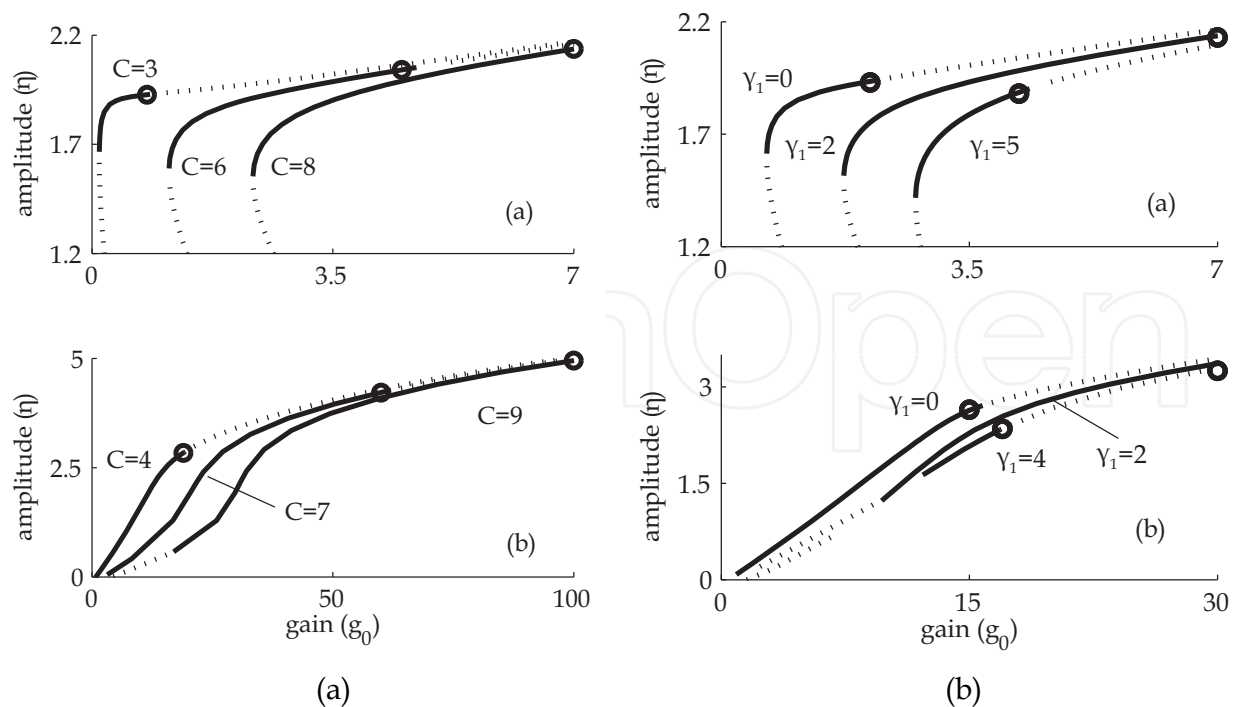 2.2
C=3
amplitude (η)
1.7
C=6
C=8
(a)
1.2
0
3.5
7
5
C=9
C=4
amplitude (η)
2.5
C=7
(b)
0
0
50
100
gain (g₀)
(a)
2.2
γ₁=0
amplitude (η)
1.7
γ₁=2
γ₁=5
(a)
1.2
0
3.5
7
nOpen
3
γ₁=0
amplitude (η)
γ₁=4
γ₁=2
1.5
(b)
0
0
15
30
gain (g₀)
(b)